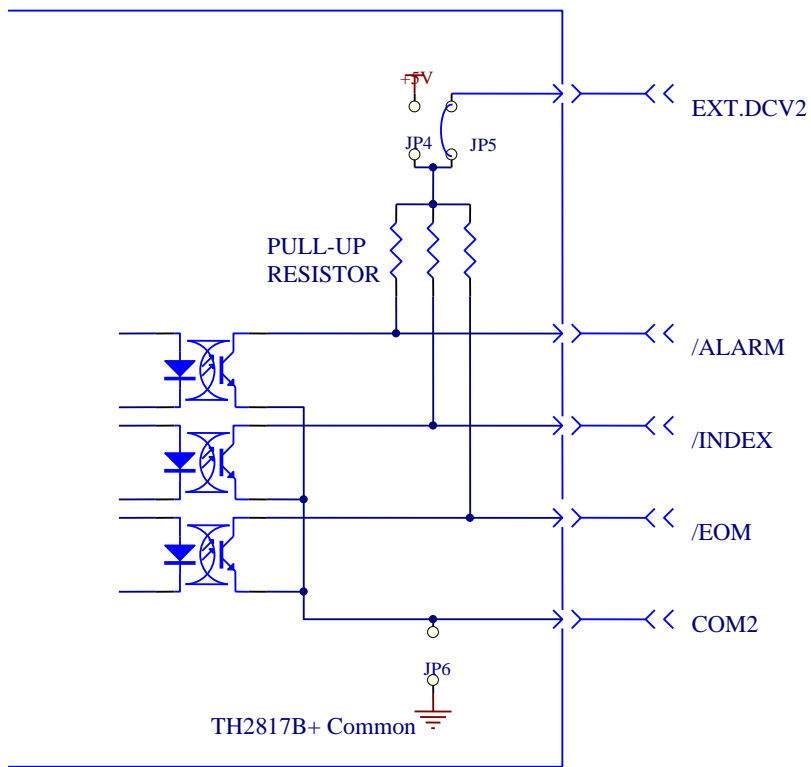 +5V
EXT.DCV2
JP4
JP5
PULL-UP
RESISTOR
/ALARM
/INDEX
/EOM
COM2
JP6
TH2817B+ Common